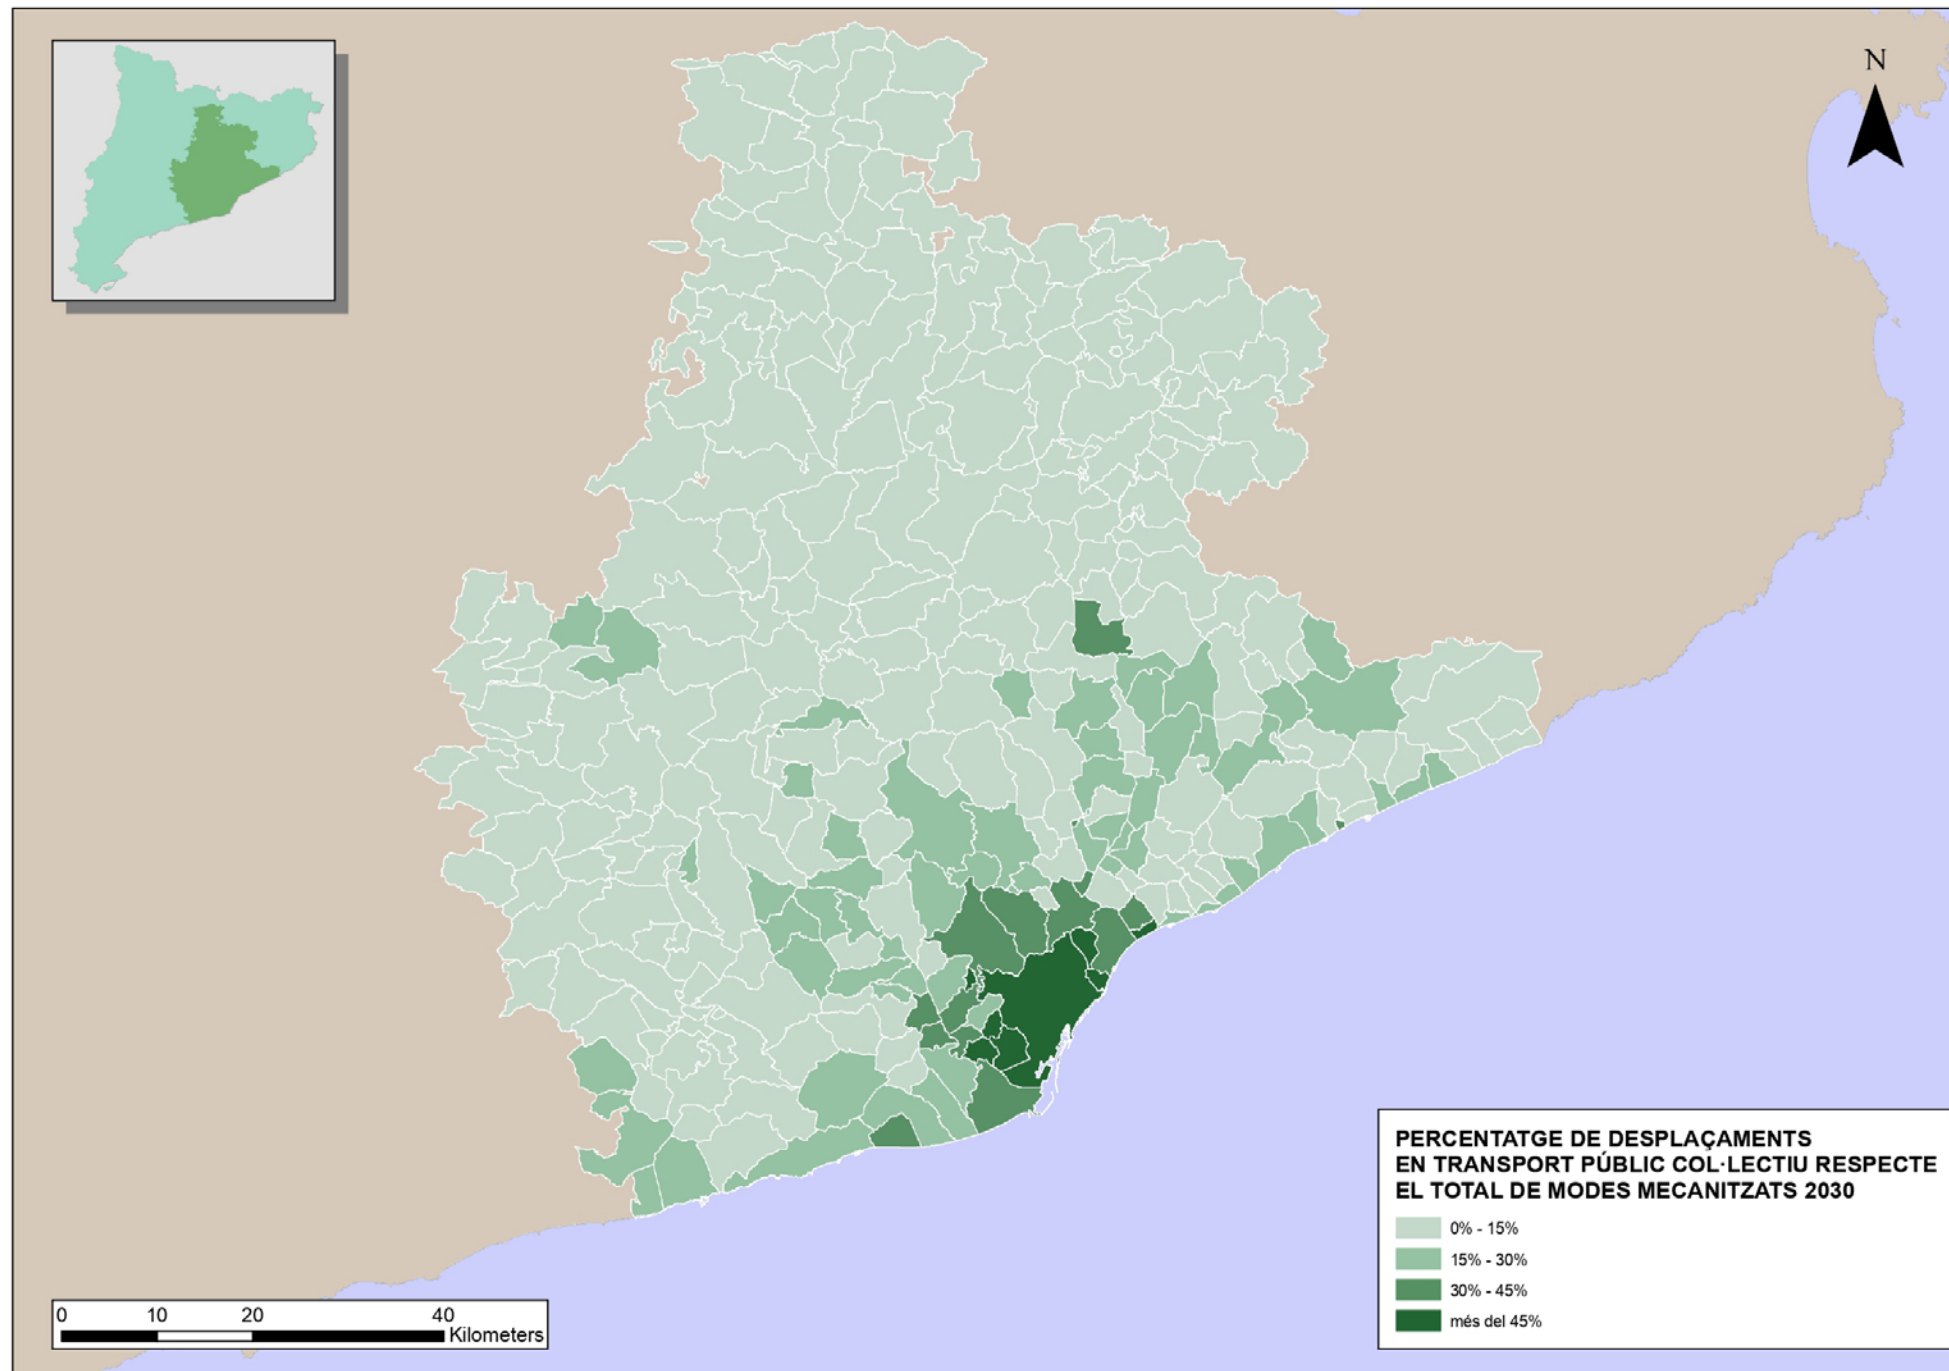 N
PERCENTATGE DE DESPLAÇAMENTS
EN TRANSPORT PÚBLIC COL·LECTIU RESPECTE
EL TOTAL DE MODES MECANITZATS 2030
0% - 15%
15% - 30%
30% - 45%
més del 45%
0 10 20 40
Kilometers